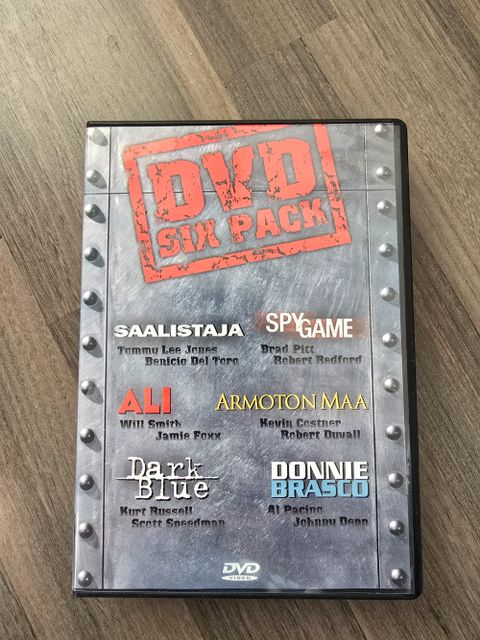 DVD
SIX PACK
SAALISTAJA
Tommy Lee Jones
Benicio Del Toro
SPY GAME
Brad Pitt
Robert Redford
ALI
Will Smith
Jamie Foxx
ARMOTON MAA
Kevin Costner
Robert Duvall
Dark
Blue
Kurt Russell
Scott Speedman
DONNIE
BRASCO
Al Pacino
Johnny Depp
DVD
VIDEO